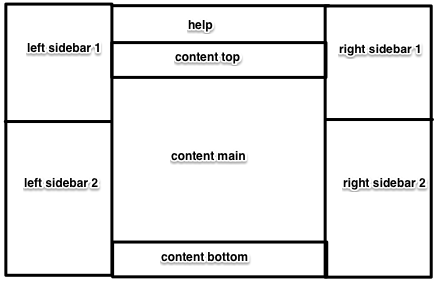 help
left sidebar 1
content top
right sidebar 1
content main
left sidebar 2
right sidebar 2
content bottom